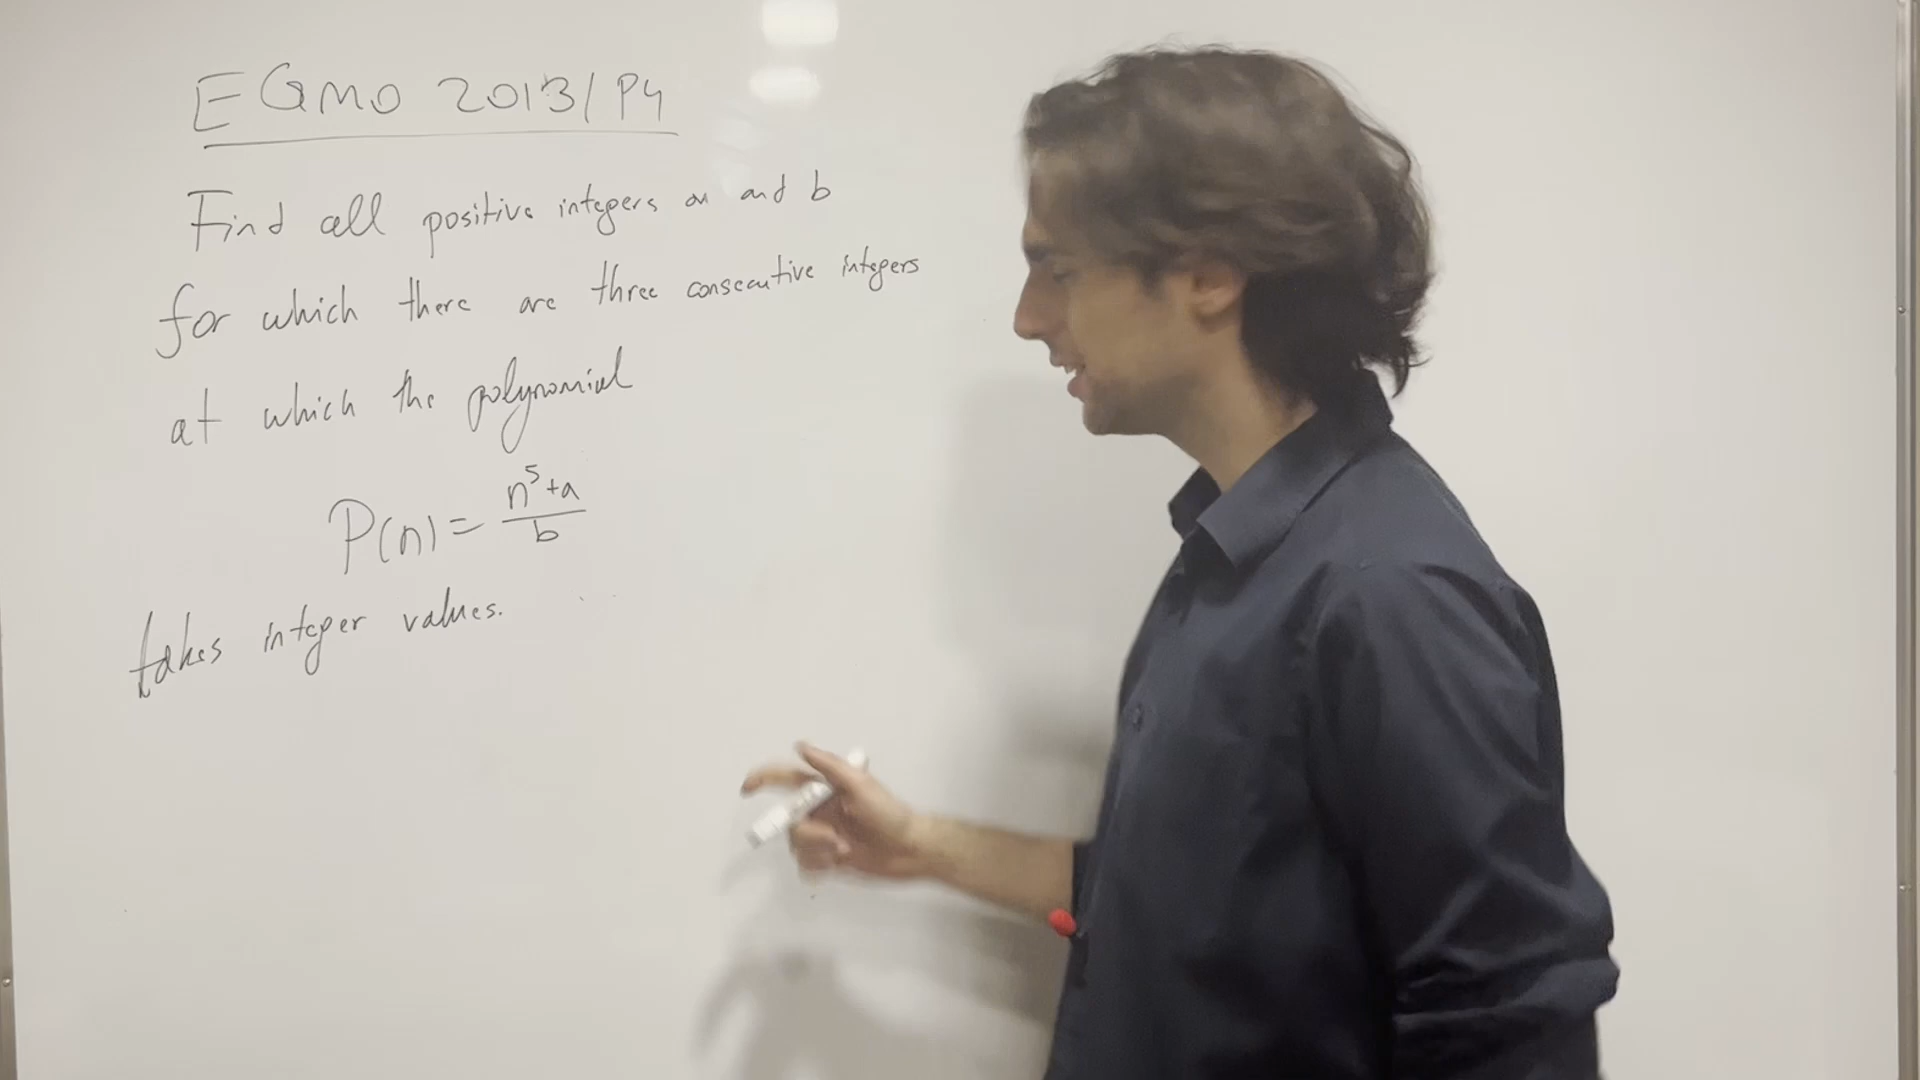 EGMO 2013/P4
Find all positive integers a and b
for which there are three consecutive integers
at which the polynomial
P(n) = \frac{n^5+a}{b}
takes integer values.